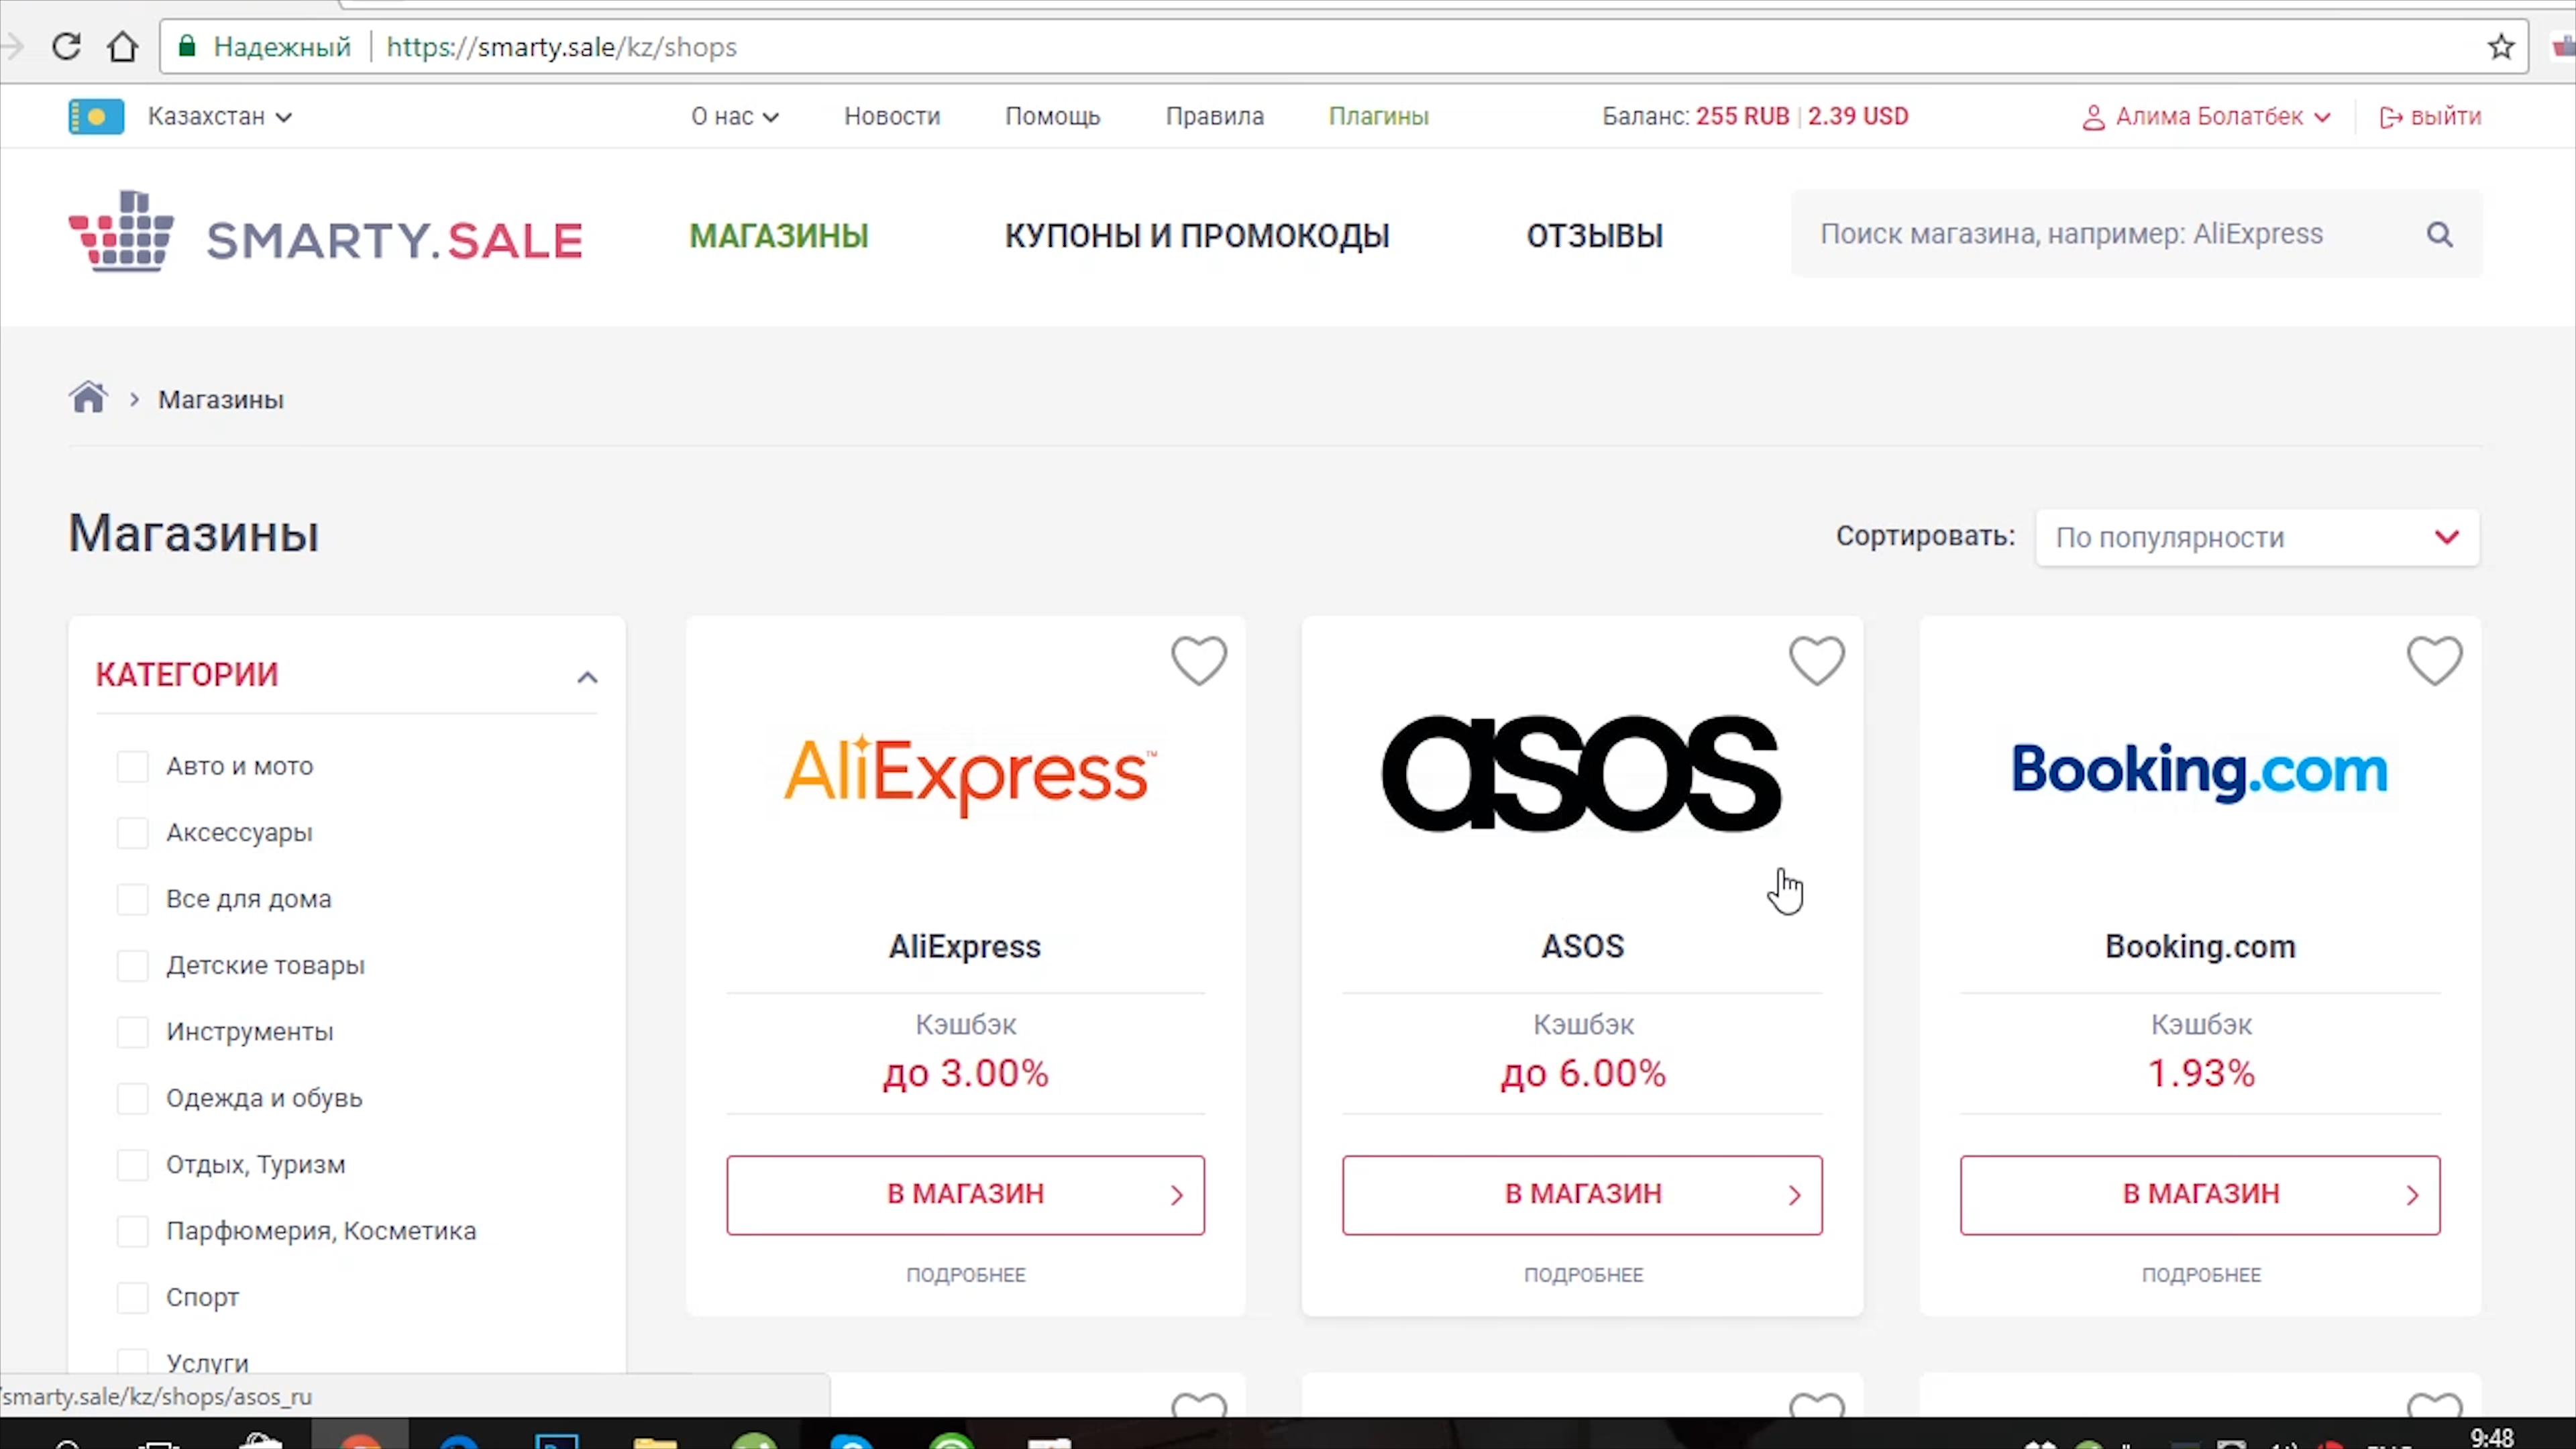 Надежный https://smarty.sale/kz/shops
Казахстан О нас Новости Помощь Правила Плагины Баланс: 255 RUB | 2.39 USD Алима Болатбек выйти
SMARTY.SALE МАГАЗИНЫ КУПОНЫ И ПРОМОКОДЫ ОТЗЫВЫ Поиск магазина, например: AliExpress
Магазины
Магазины
Сортировать: По популярности
КАТЕГОРИИ
Авто и мото
Аксессуары
Все для дома
Детские товары
Инструменты
Одежда и обувь
Отдых, Туризм
Парфюмерия, Косметика
Спорт
Услуги
AliExpress™
AliExpress
Кэшбэк
до 3.00%
В МАГАЗИН
ПОДРОБНЕЕ
asos
ASOS
Кэшбэк
до 6.00%
В МАГАЗИН
ПОДРОБНЕЕ
Booking.com
Booking.com
Кэшбэк
1.93%
В МАГАЗИН
ПОДРОБНЕЕ
smarty.sale/kz/shops/asos_ru
9:48